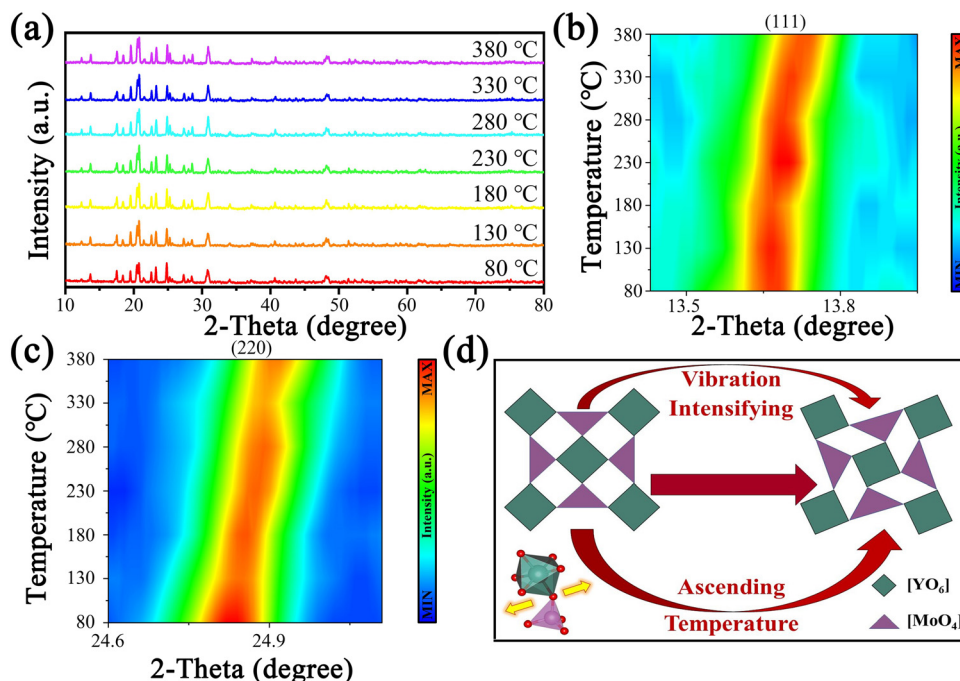 (a)
380 ℃
330 ℃
280 ℃
230 ℃
180 ℃
130 ℃
80 ℃
Intensity (a.u.)
10 20 30 40 50 60 70 80
2-Theta (degree)
(b)
(111)
Temperature (℃)
380
330
280
230
180
130
80
13.5 13.8
2-Theta (degree)
MAX
Intensity (a.u.)
MIN
(c)
(220)
Temperature (℃)
380
330
280
230
180
130
80
24.6 24.9
2-Theta (degree)
MAX
Intensity (a.u.)
MIN
(d)
Vibration
Intensifying
Ascending
Temperature
[YO₆]
[MoO₄]